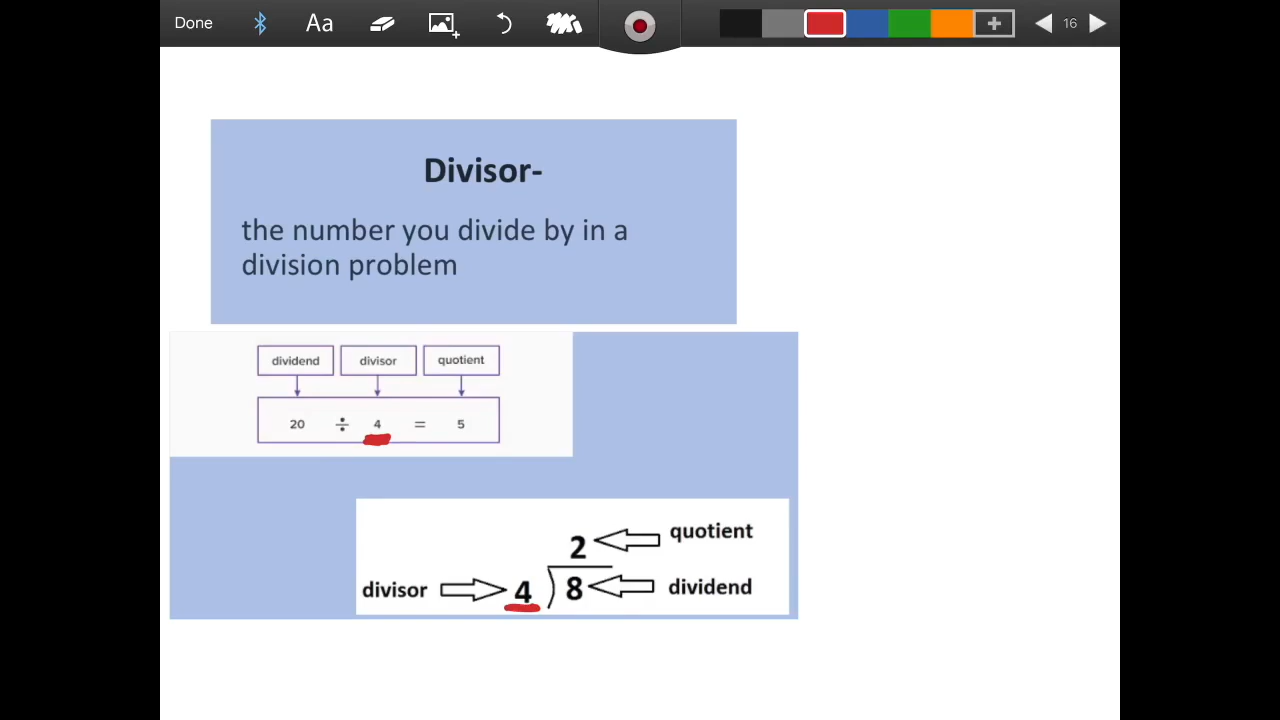 Done Aa 16
Divisor-
the number you divide by in a
division problem
dividend divisor quotient
20 ÷ 4 = 5
2 quotient
divisor 4 8 dividend